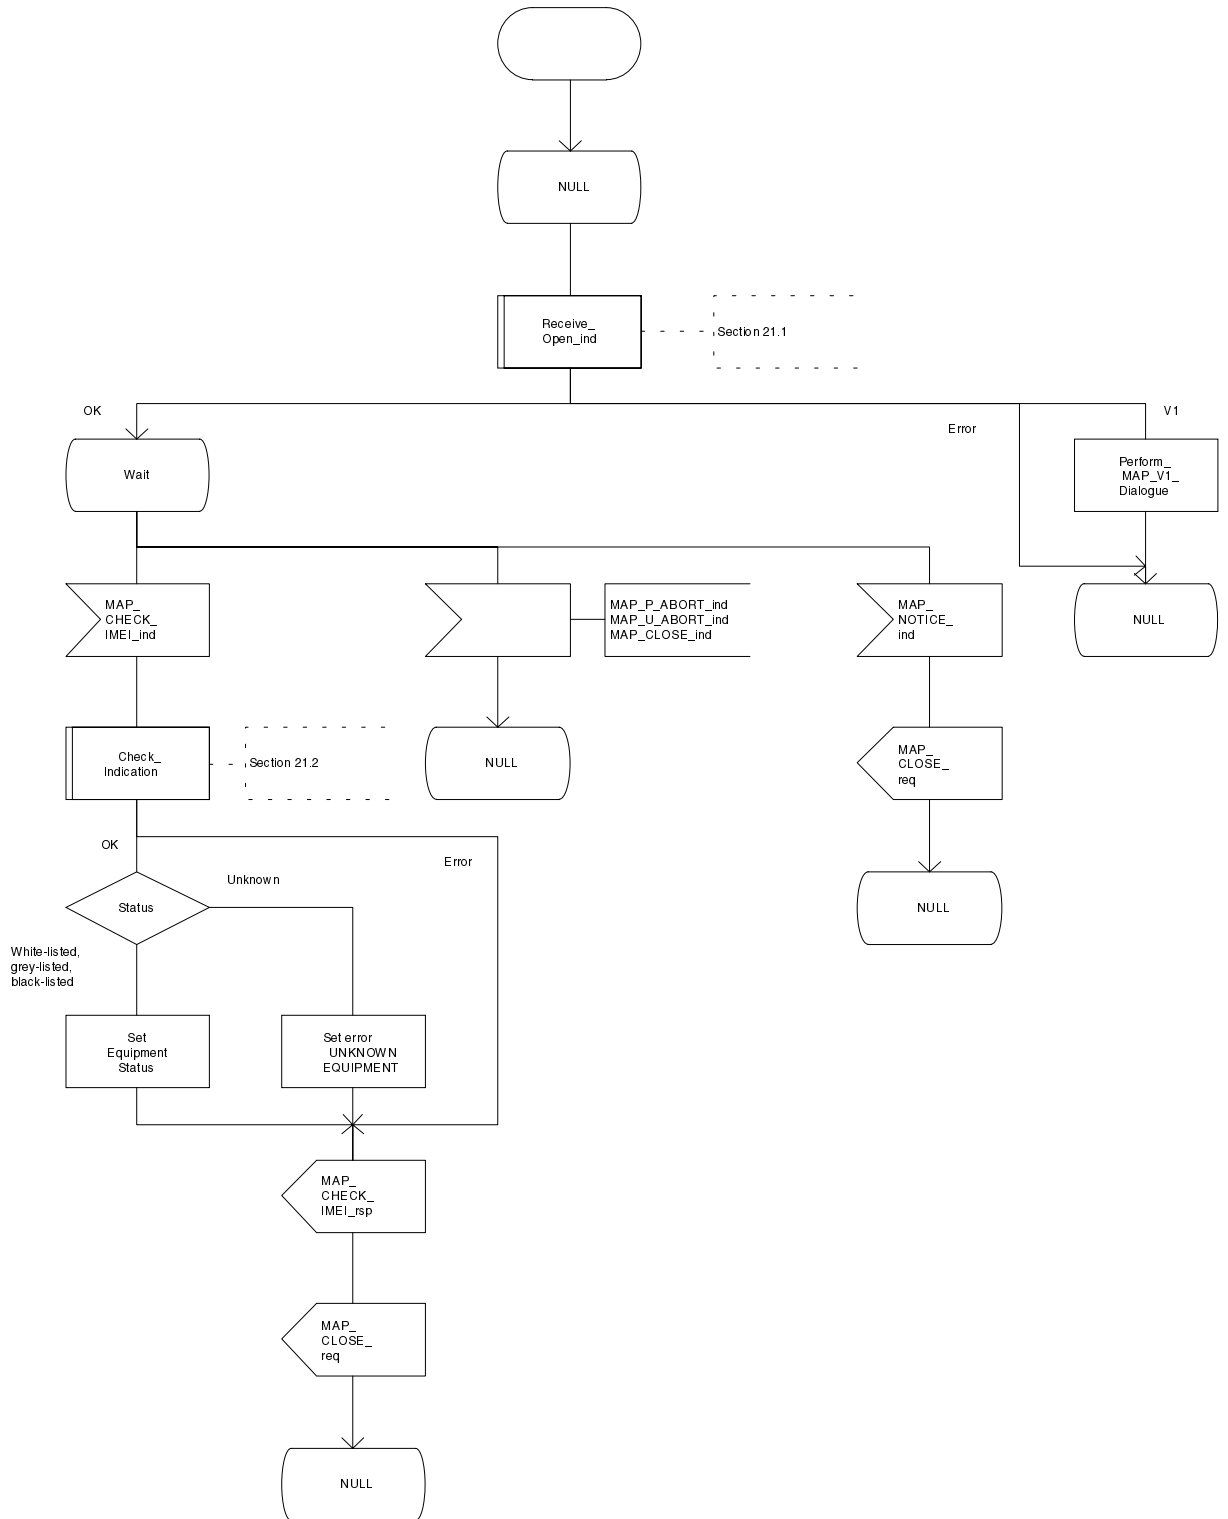 NULL
Receive_
Open_ind
Section 21.1
OK
Error
V1
Wait
Perform_
MAP_V1_
Dialogue
MAP_
CHECK_
IMEI_ind
MAP_P_ABORT_ind
MAP_U_ABORT_ind
MAP_CLOSE_ind
MAP_
NOTICE_
ind
NULL
Check_
Indication
Section 21.2
NULL
MAP_
CLOSE_
req
OK
Error
Unknown
Status
NULL
White-listed,
grey-listed,
black-listed
Set
Equipment
Status
Set error
UNKNOWN
EQUIPMENT
MAP_
CHECK_
IMEI_rsp
MAP_
CLOSE_
req
NULL